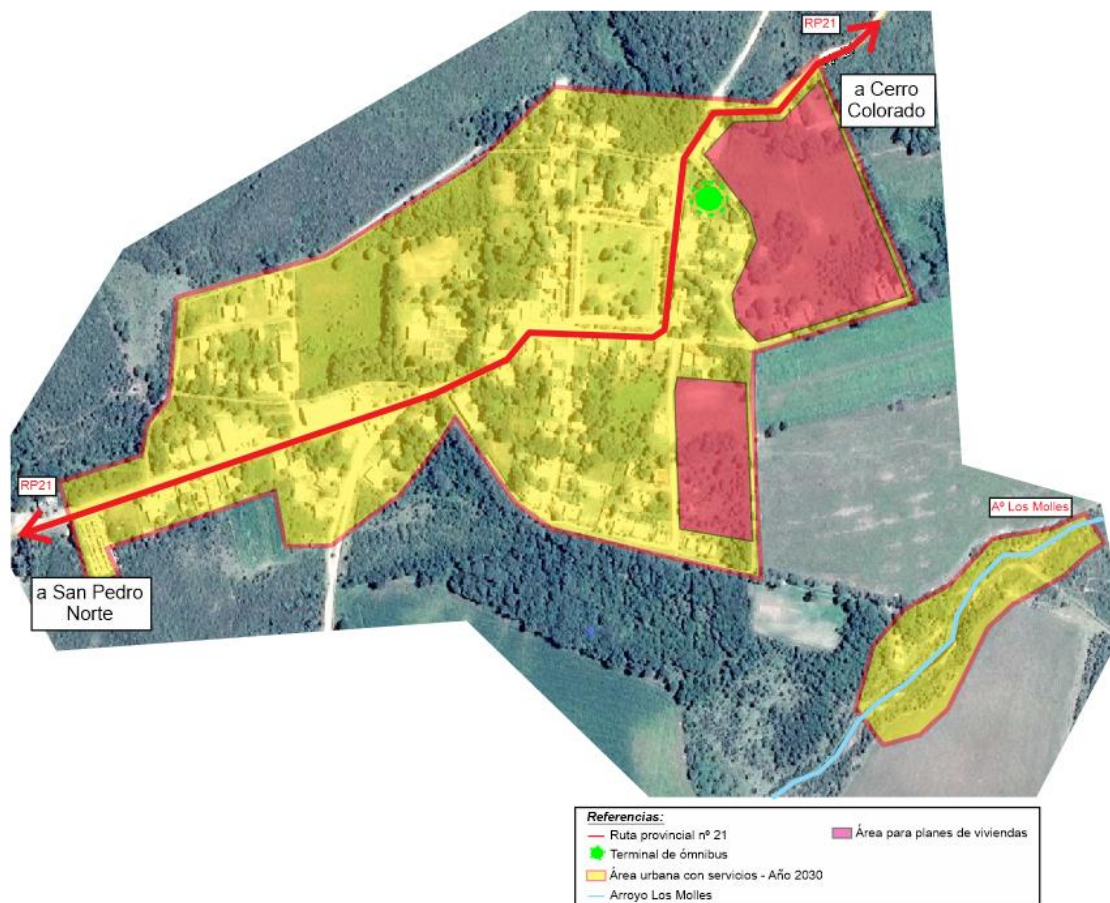 RP21
a Cerro
Colorado
RP21
Aº Los Molles
a San Pedro
Norte
Referencias:
Ruta provincial nº 21
Área para planes de viviendas
Terminal de ómnibus
Área urbana con servicios - Año 2030
Arroyo Los Molles